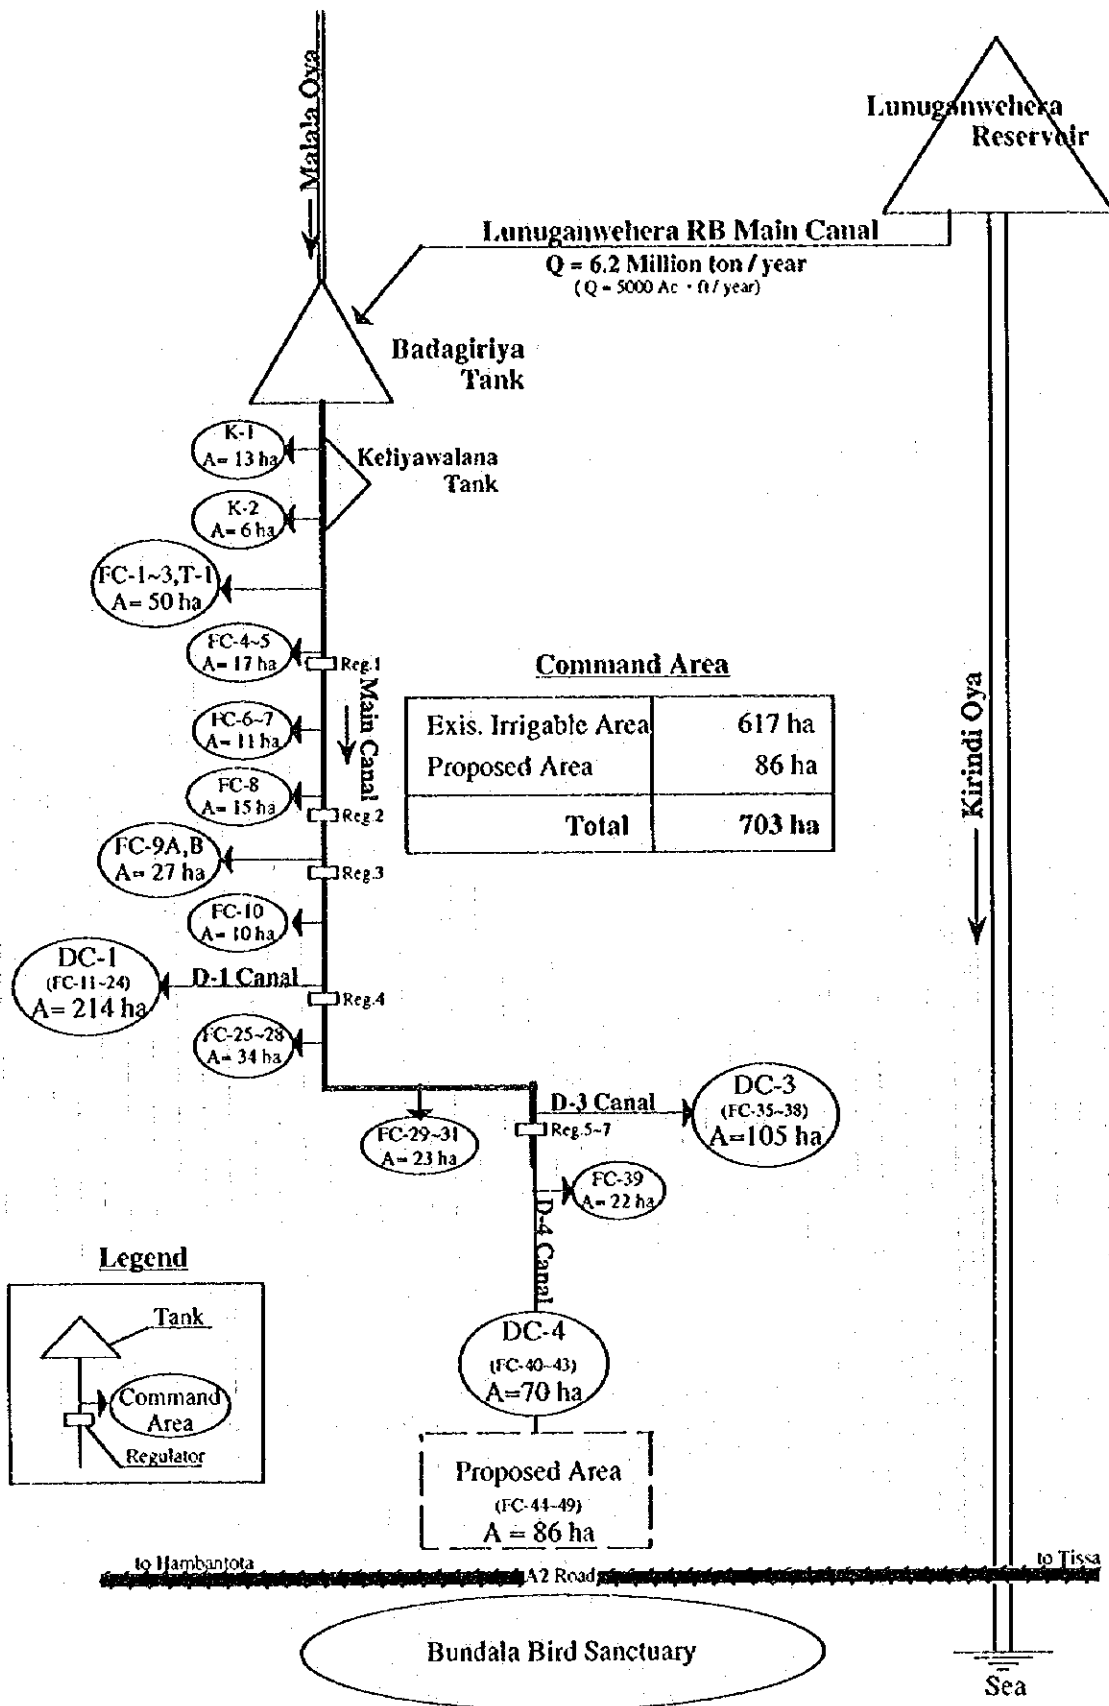 Malala Oya
Lunuganwehera
Reservoir
Lunuganwehera RB Main Canal
Q = 6.2 Million ton / year
( Q = 5000 Ac · ft / year)
Badagiriya
Tank
K-1
A= 13 ha
Keliyawalana
Tank
K-2
A= 6 ha
FC-1~3,T-1
A= 50 ha
FC-4~5
A= 17 ha
Reg.1
Main Canal
FC-6~7
A= 11 ha
FC-8
A= 15 ha
Reg.2
FC-9A,B
A= 27 ha
Reg.3
FC-10
A= 10 ha
DC-1
(FC-11~24)
A= 214 ha
D-1 Canal
Reg.4
FC-25~28
A= 34 ha
Command Area
Exis. Irrigable Area 617 ha
Proposed Area 86 ha
Total 703 ha
Kirindi Oya
FC-29~31
A= 23 ha
D-3 Canal
Reg.5~7
DC-3
(FC-35~38)
A=105 ha
FC-39
A= 22 ha
D-4 Canal
DC-4
(FC-40~43)
A=70 ha
Proposed Area
(FC-44~49)
A = 86 ha
Legend
Tank
Command
Area
Regulator
to Hambantota
A2 Road
to Tissa
Bundala Bird Sanctuary
Sea